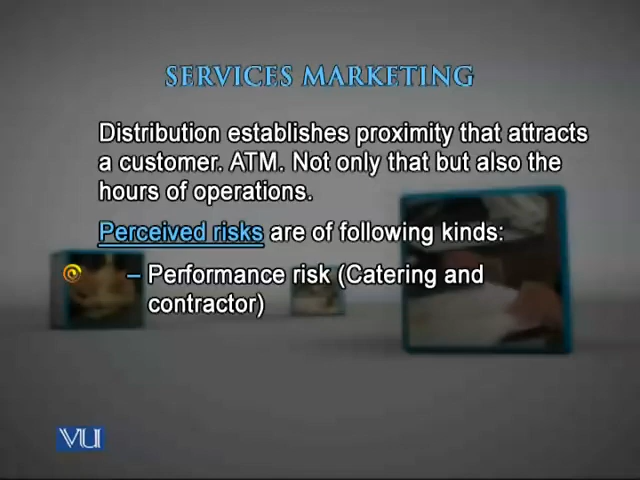 SERVICES MARKETING
Distribution establishes proximity that attracts
a customer. ATM. Not only that but also the
hours of operations.
Perceived risks are of following kinds:
– Performance risk (Catering and
contractor)
VU